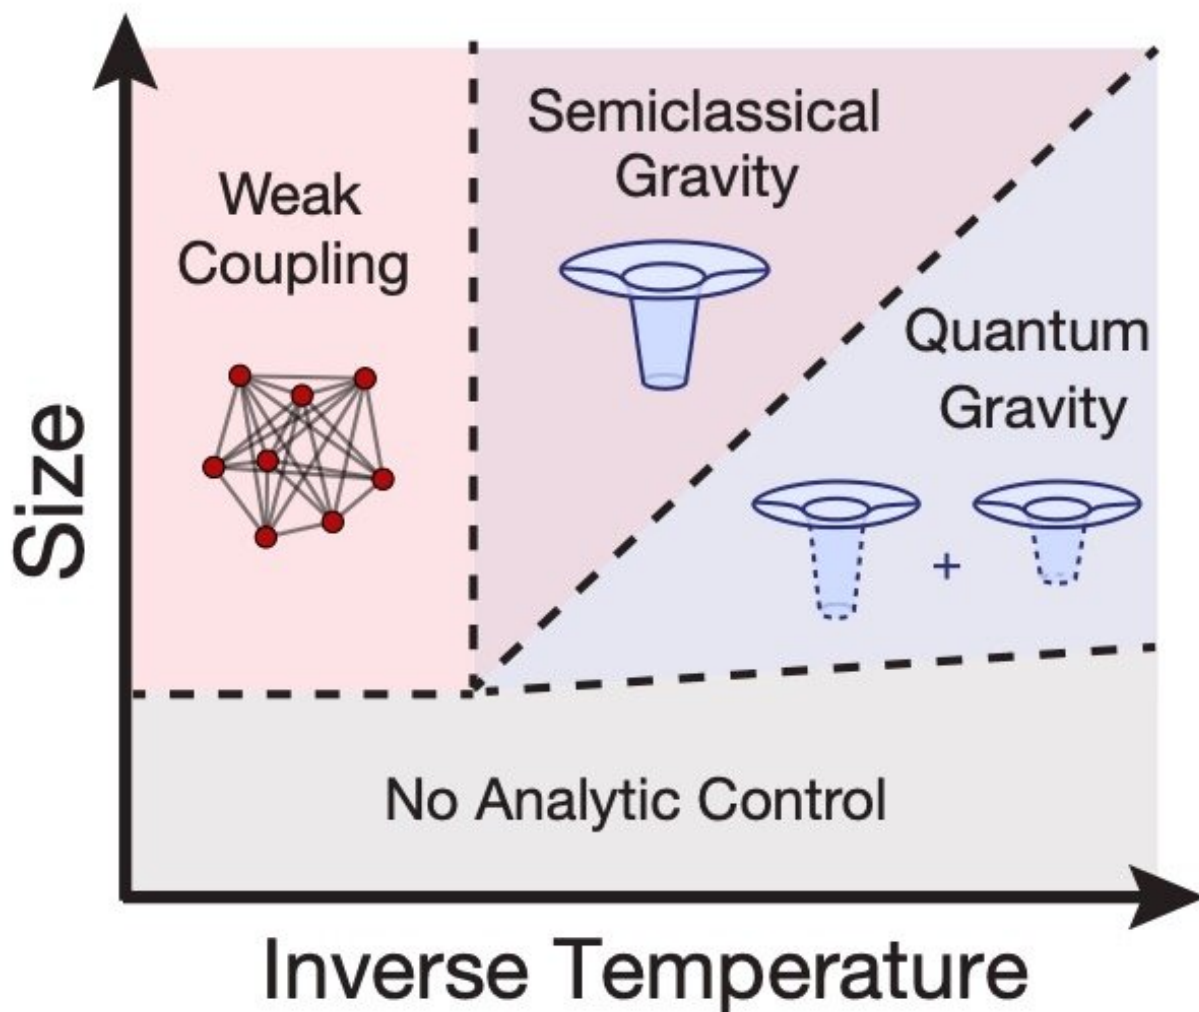 Size
Weak
Coupling
Semiclassical
Gravity
Quantum
Gravity
+
No Analytic Control
Inverse Temperature